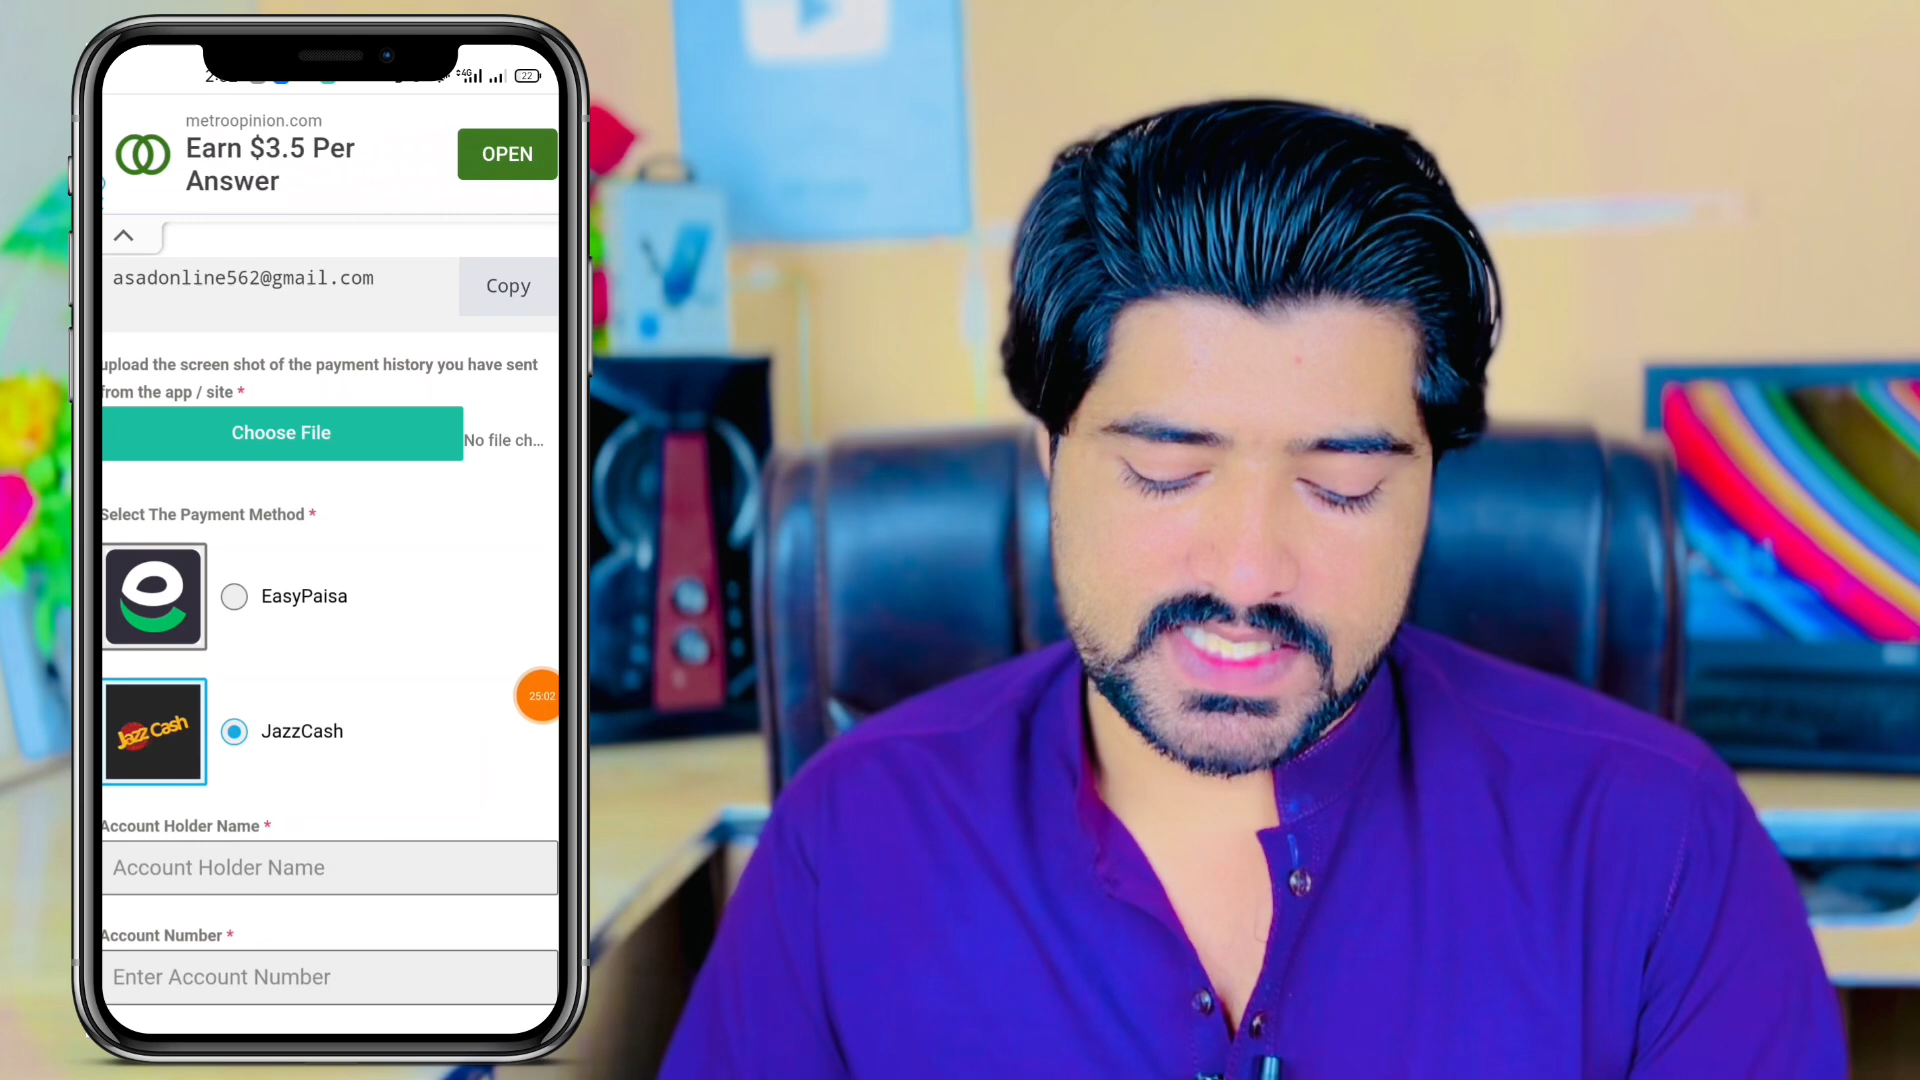 22
metroopinion.com
Earn $3.5 Per
Answer
OPEN
asadonline562@gmail.com
Copy
upload the screen shot of the payment history you have sent
from the app / site *
Choose File
No file ch...
Select The Payment Method *
EasyPaisa
25:02
Jazz Cash
JazzCash
Account Holder Name *
Account Holder Name
Account Number *
Enter Account Number